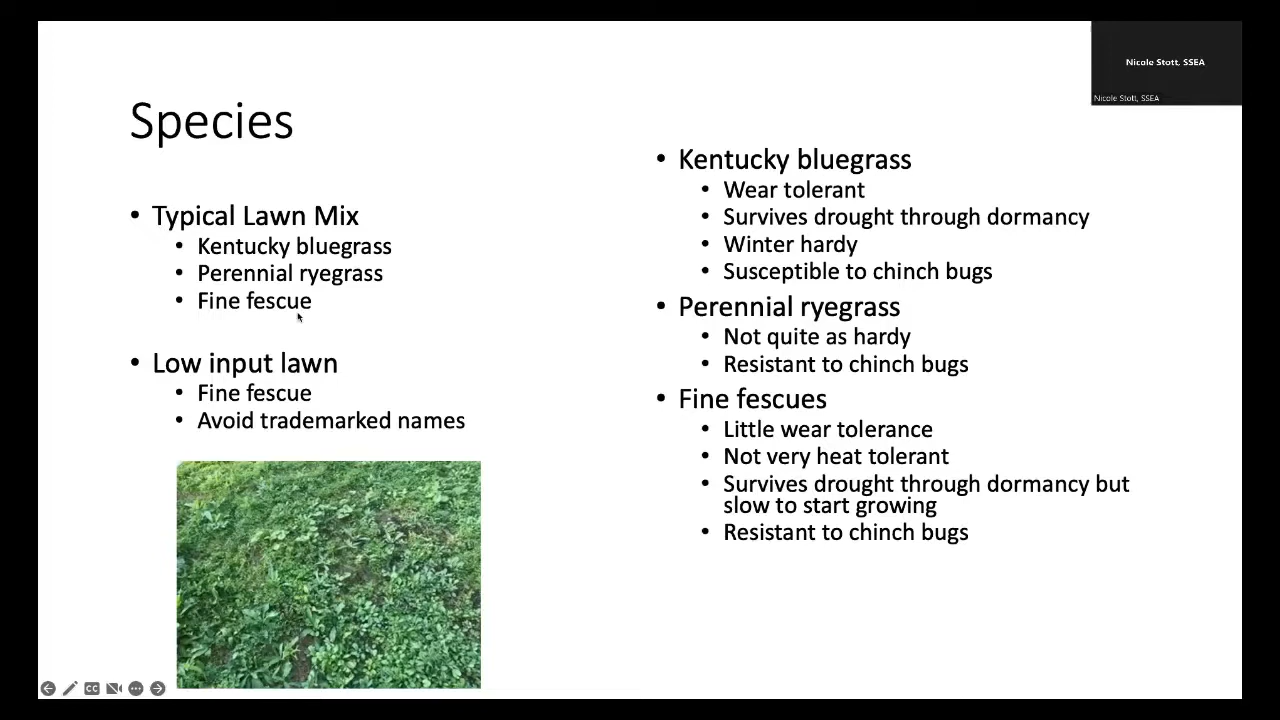 Nicole Stott, SSEA
Nicole Stott, SSEA
Species
• Typical Lawn Mix
• Kentucky bluegrass
• Perennial ryegrass
• Fine fescue
• Low input lawn
• Fine fescue
• Avoid trademarked names
• Kentucky bluegrass
• Wear tolerant
• Survives drought through dormancy
• Winter hardy
• Susceptible to chinch bugs
• Perennial ryegrass
• Not quite as hardy
• Resistant to chinch bugs
• Fine fescues
• Little wear tolerance
• Not very heat tolerant
• Survives drought through dormancy but
slow to start growing
• Resistant to chinch bugs
CC